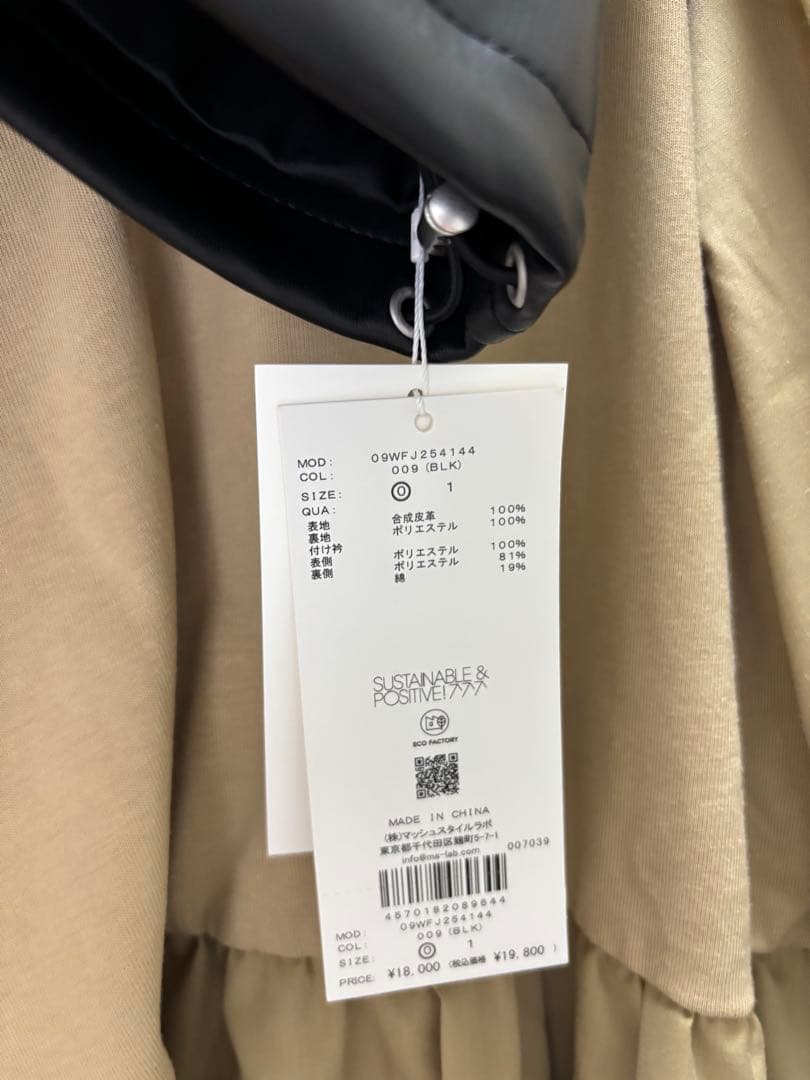 MOD: 09WFJ254144
COL: 009 (BLK)
SIZE: 0 1
QUA:
表地 合成皮革 100%
裏地 ポリエステル 100%
付け衿
表側 ポリエステル 100%
裏側 ポリエステル 81%
綿 19%
SUSTAINABLE &
POSITIVE!
ECO FACTORY
MADE IN CHINA
(株)マッシュスタイルラボ
東京都千代田区麹町5-7-1
info@ms-lab.com 007039
4570182089644
MOD: 09WFJ254144
COL: 009 (BLK)
SIZE: 0 1
PRICE: ¥18,000 (税込価格 ¥19,800 )